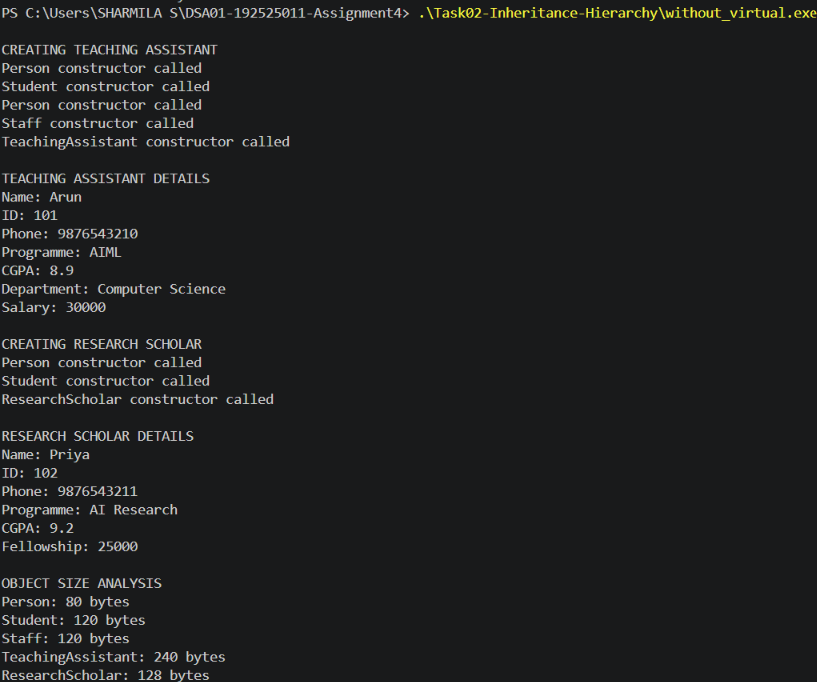 PS C:\Users\SHARMILA S\DSA01-192525011-Assignment4> .\Task02-Inheritance-Hierarchy\without_virtual.exe
CREATING TEACHING ASSISTANT
Person constructor called
Student constructor called
Person constructor called
Staff constructor called
TeachingAssistant constructor called
TEACHING ASSISTANT DETAILS
Name: Arun
ID: 101
Phone: 9876543210
Programme: AIML
CGPA: 8.9
Department: Computer Science
Salary: 30000
CREATING RESEARCH SCHOLAR
Person constructor called
Student constructor called
ResearchScholar constructor called
RESEARCH SCHOLAR DETAILS
Name: Priya
ID: 102
Phone: 9876543211
Programme: AI Research
CGPA: 9.2
Fellowship: 25000
OBJECT SIZE ANALYSIS
Person: 80 bytes
Student: 120 bytes
Staff: 120 bytes
TeachingAssistant: 240 bytes
ResearchScholar: 128 bytes